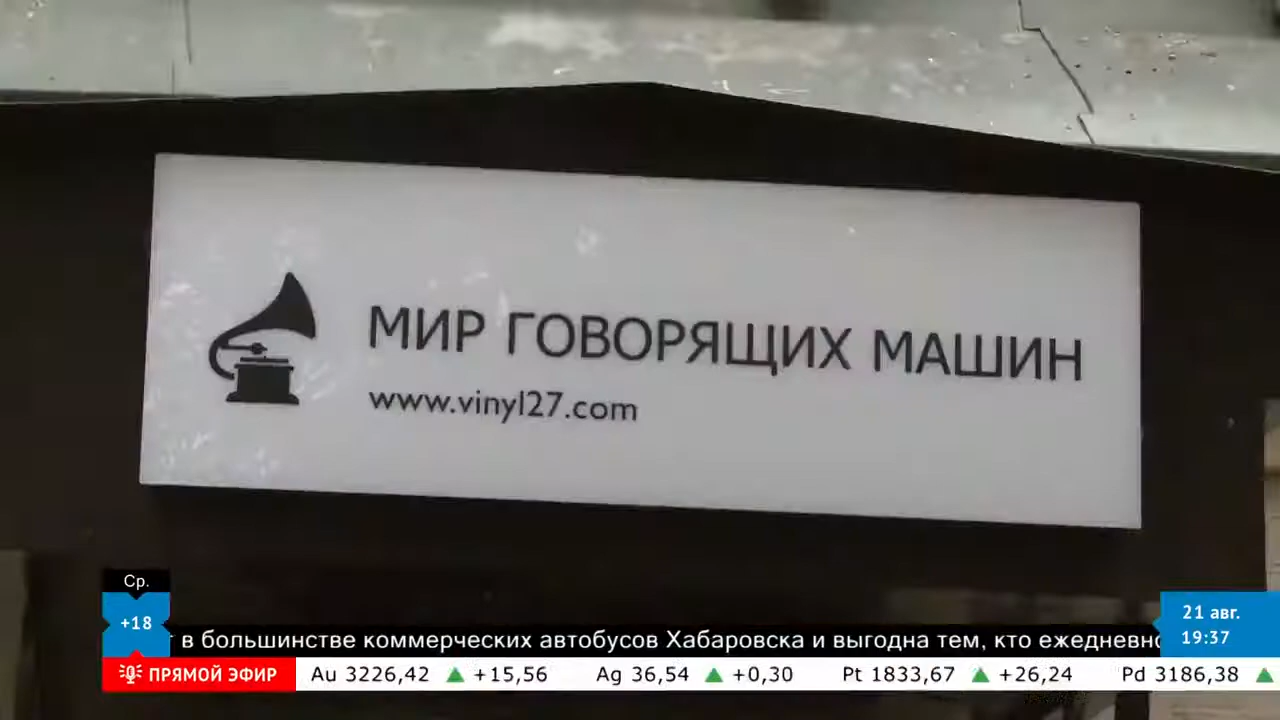 МИР ГОВОРЯЩИХ МАШИН
www.vinyl27.com
Ср.
+18
в большинстве коммерческих автобусов Хабаровска и выгодна тем, кто ежедневно
21 авг.
19:37
ПРЯМОЙ ЭФИР
Au 3226,42 ▲ +15,56 Ag 36,54 ▲ +0,30 Pt 1833,67 ▲ +26,24 Pd 3186,38 ▲